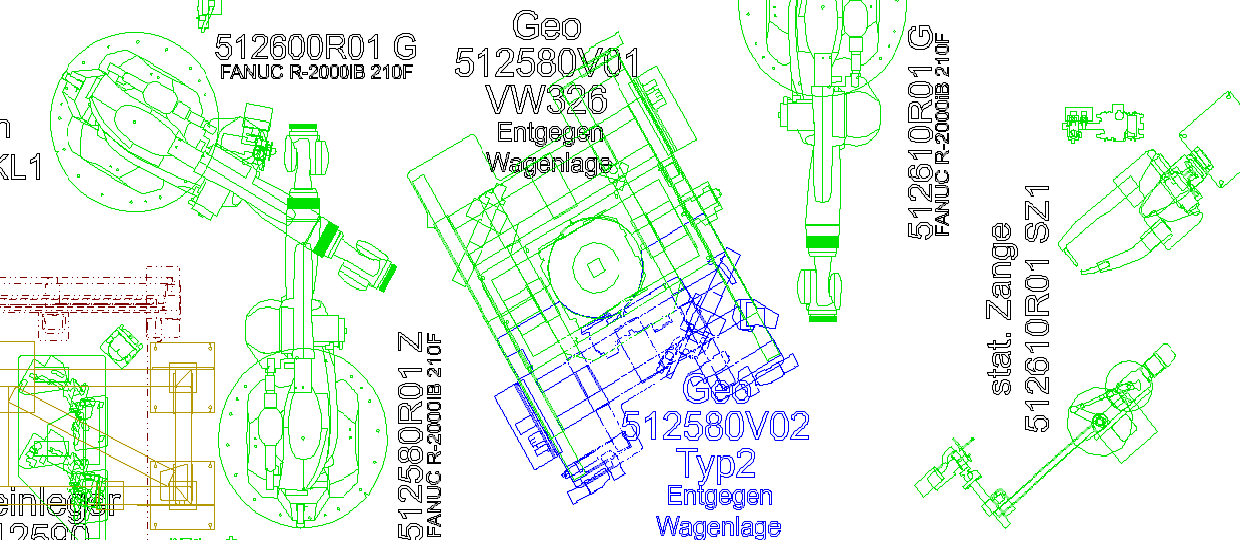 512600R01 G
FANUC R-2000iB 210F
Geo
512580V01
VW326
Entgegen
Wagenlage
512610R01 G
FANUC R-2000iB 210F
KL1
stat. Zange
512610R01 SZ1
512580R01 Z
FANUC R-2000iB 210F
Geo
512580V02
Typ2
Entgegen
Wagenlage
einleger
12590